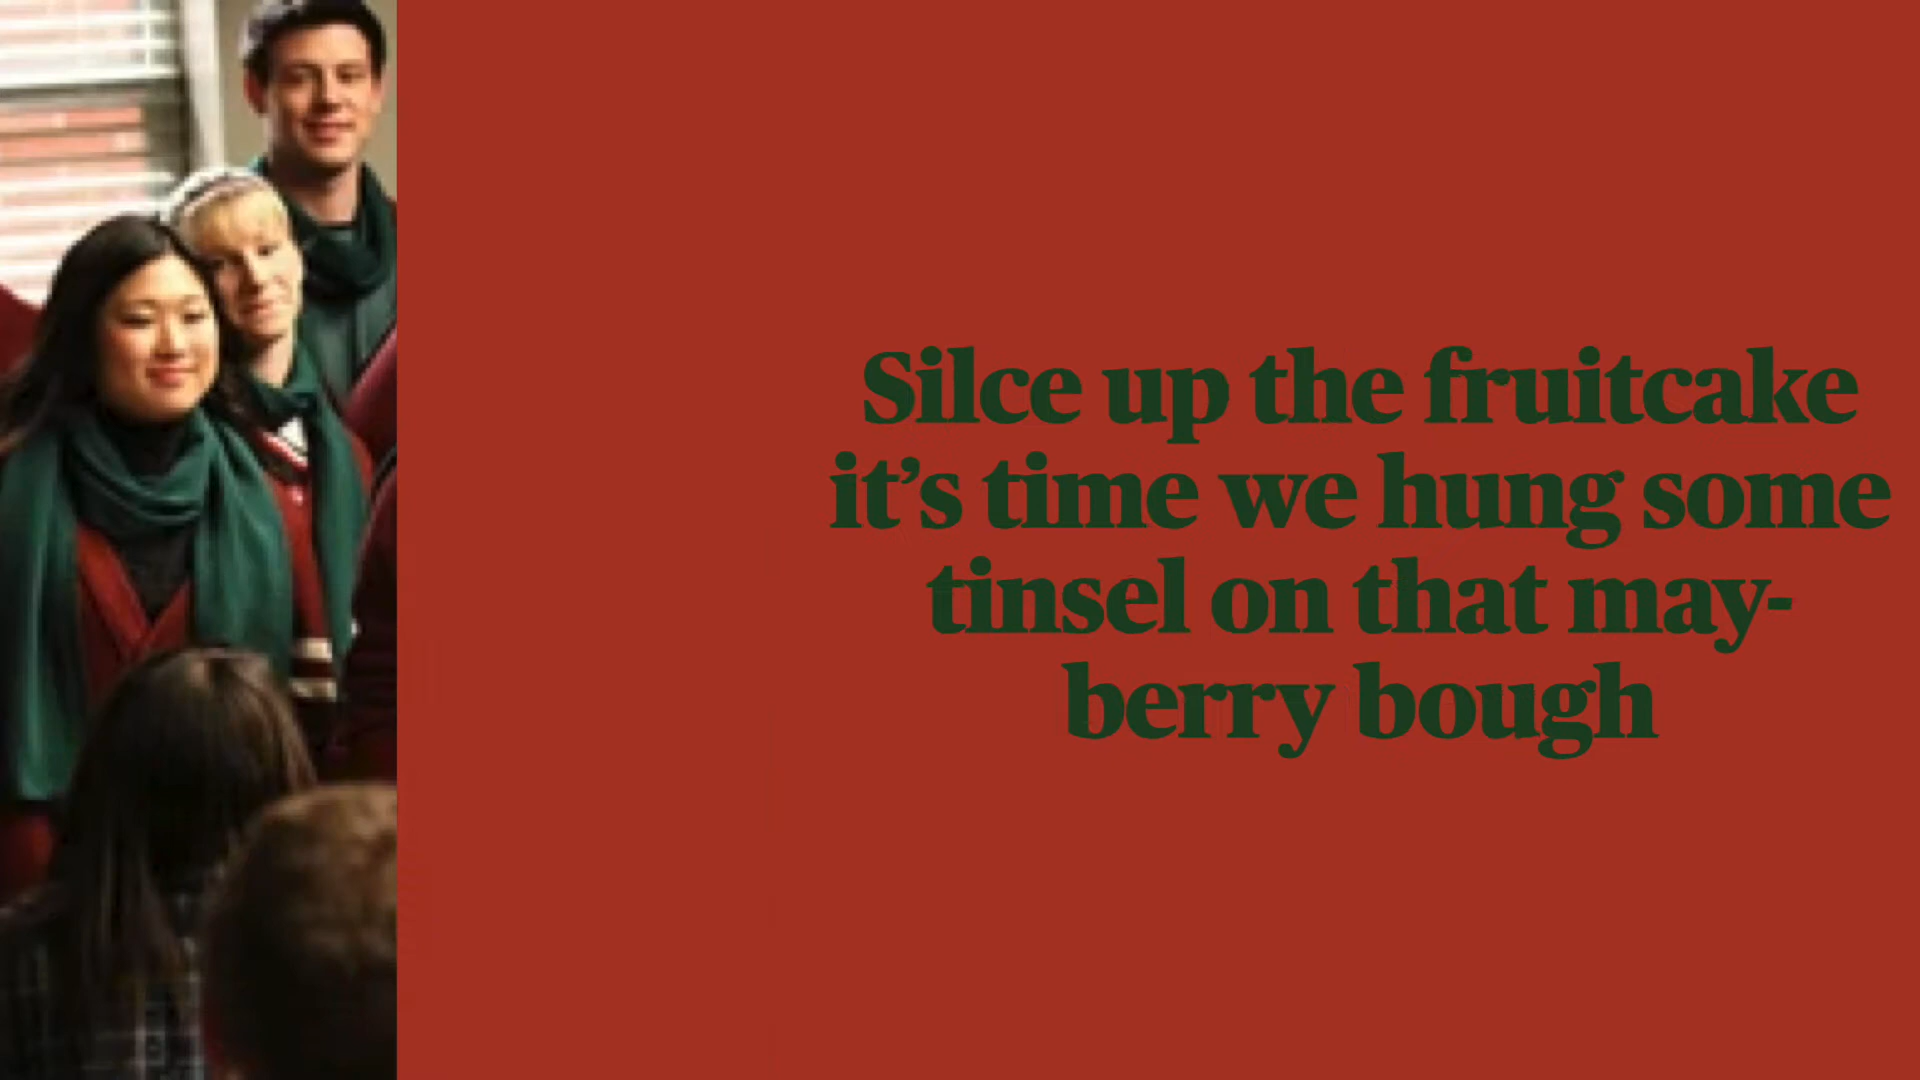 Silce up the fruitcake
it’s time we hung some
tinsel on that may-
berry bough